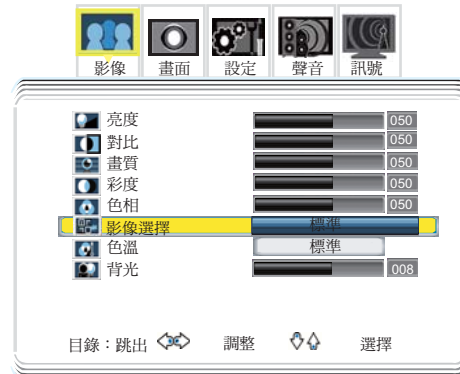 影像 畫面 設定 聲音 訊號
亮度 050
對比 050
畫質 050
彩度 050
色相 050
影像選擇 標準
色溫 標準
背光 008
目錄：跳出 調整 選擇